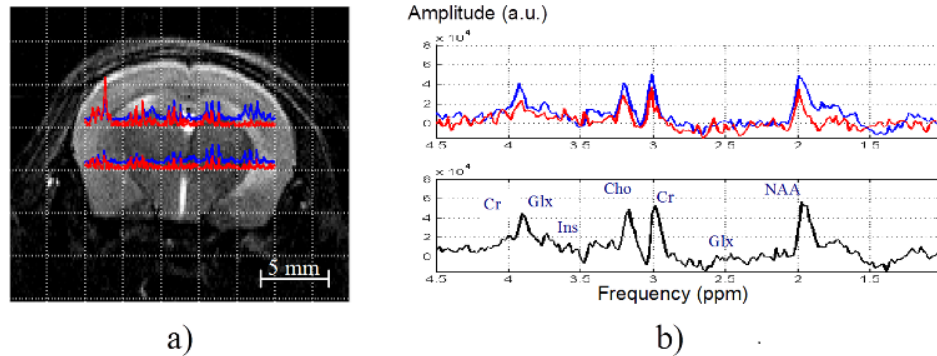 Amplitude (a.u.)
x 10⁴
8
6
4
2
0
4.5 4 3.5 3 2.5 2 1.5
x 10⁴
8
6
4
2
0
Cr Glx Ins Cho Cr Glx NAA
4.5 4 3.5 3 2.5 2 1.5
Frequency (ppm)
5 mm
a) b)